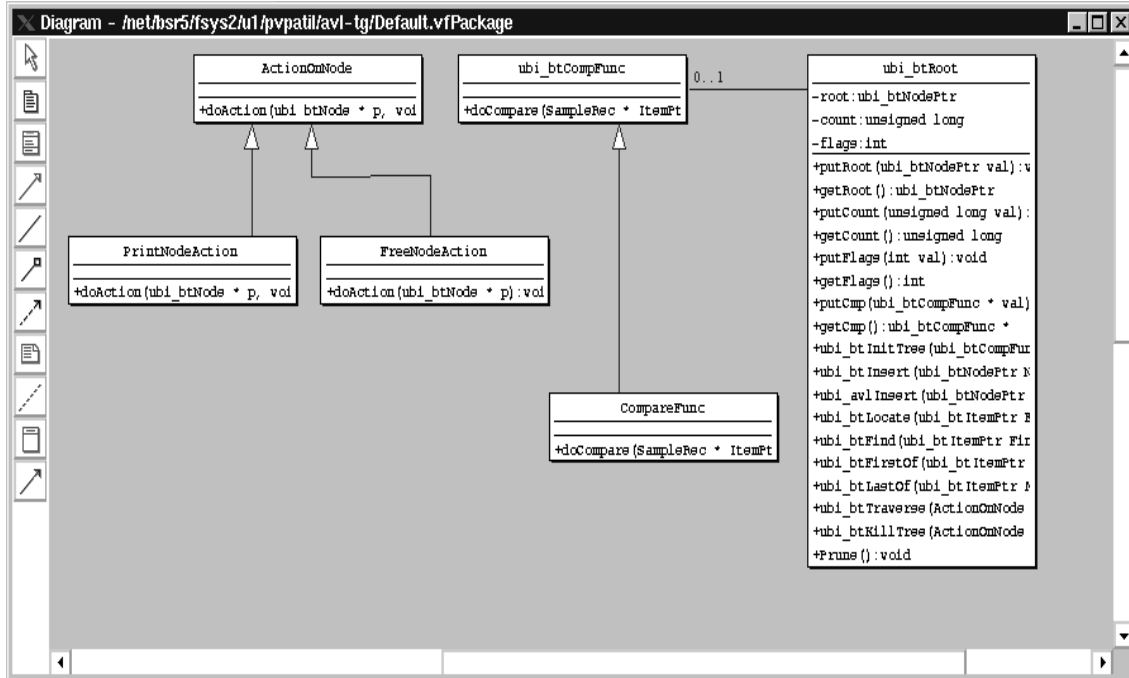 Diagram - /net/bsr5/fsys2/u1/pvpatil/avl-tg/Default.vfPackage
ActionOnNode
+doAction(ubi_btNode * p, voi
ubi_btCompFunc
+doCompare(SampleRec * ItemPt
0..1
ubi_btRoot
-root:ubi_btNodePtr
-count:unsigned long
-flags:int
+putRoot(ubi_btNodePtr val):v
+getRoot():ubi_btNodePtr
+putCount(unsigned long val):
+getCount():unsigned long
+putFlags(int val):void
+getFlags():int
+putCmp(ubi_btCompFunc * val)
+getCmp():ubi_btCompFunc *
+ubi_btInitTree(ubi_btCompFun
+ubi_btInsert(ubi_btNodePtr N
+ubi_avlInsert(ubi_btNodePtr
+ubi_btLocate(ubi_btItemPtr F
+ubi_btFind(ubi_btItemPtr Fin
+ubi_btFirstOf(ubi_btItemPtr
+ubi_btLastOf(ubi_btItemPtr M
+ubi_btTraverse(ActionOnNode
+ubi_btKillTree(ActionOnNode
+Prune():void
PrintNodeAction
+doAction(ubi_btNode * p, voi
FreeNodeAction
+doAction(ubi_btNode * p):voi
CompareFunc
+doCompare(SampleRec * ItemPt